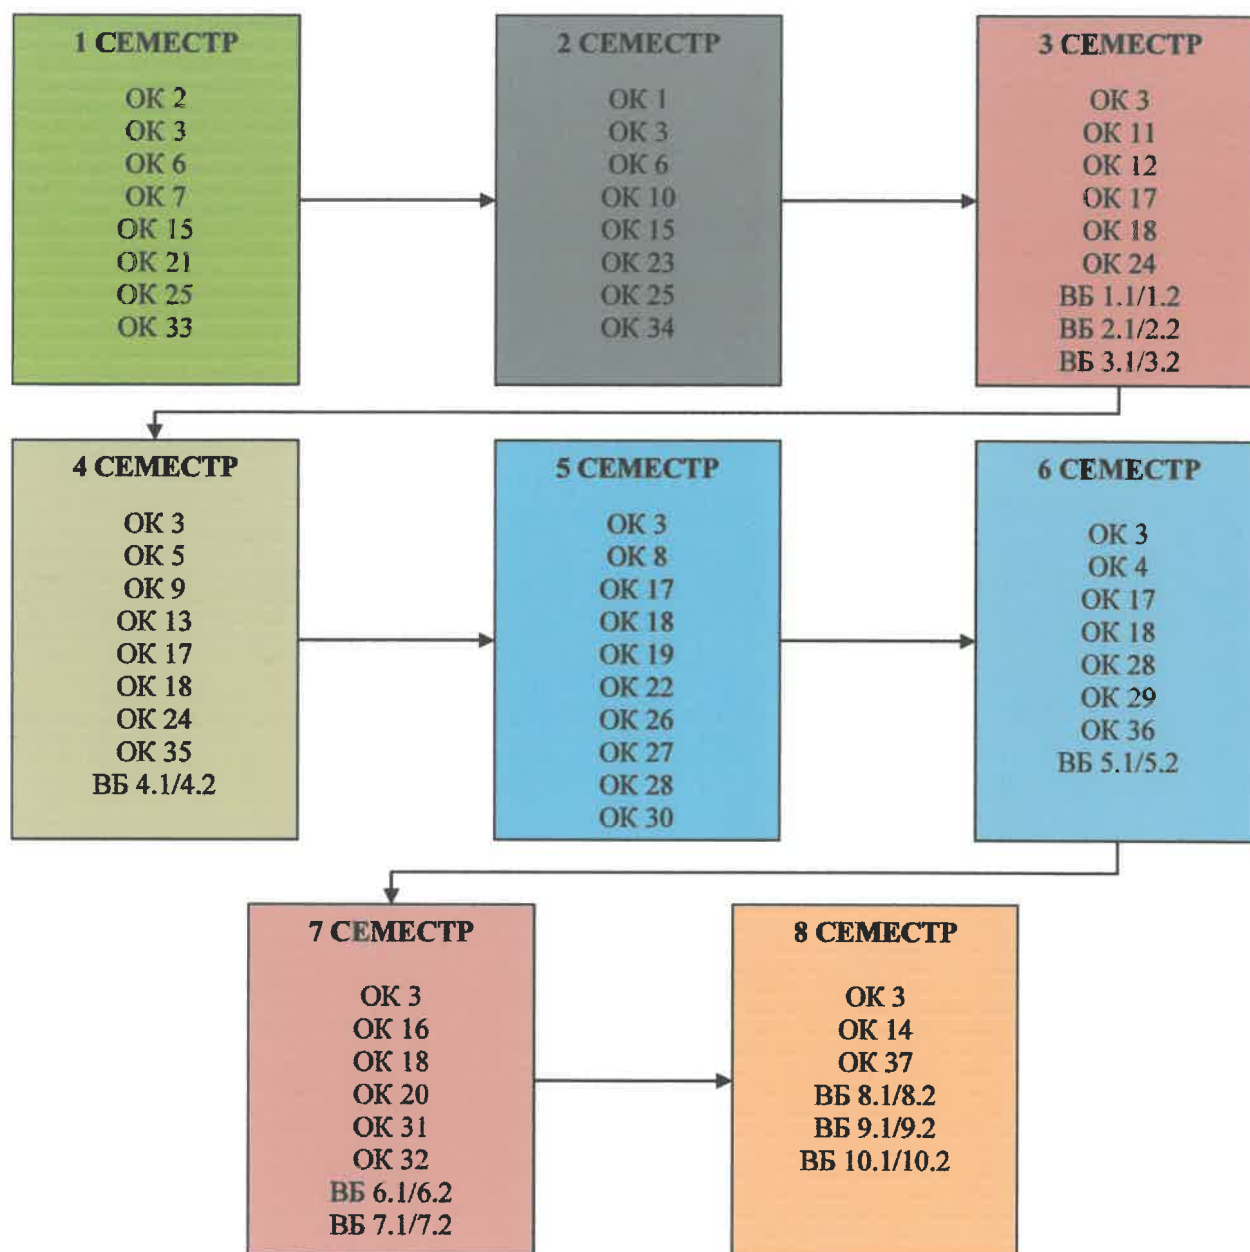 1 СЕМЕСТР
ОК 2
ОК 3
ОК 6
ОК 7
ОК 15
ОК 21
ОК 25
ОК 33
2 СЕМЕСТР
ОК 1
ОК 3
ОК 6
ОК 10
ОК 15
ОК 23
ОК 25
ОК 34
3 СЕМЕСТР
ОК 3
ОК 11
ОК 12
ОК 17
ОК 18
ОК 24
ВБ 1.1/1.2
ВБ 2.1/2.2
ВБ 3.1/3.2
4 СЕМЕСТР
ОК 3
ОК 5
ОК 9
ОК 13
ОК 17
ОК 18
ОК 24
ОК 35
ВБ 4.1/4.2
5 СЕМЕСТР
ОК 3
ОК 8
ОК 17
ОК 18
ОК 19
ОК 22
ОК 26
ОК 27
ОК 28
ОК 30
6 СЕМЕСТР
ОК 3
ОК 4
ОК 17
ОК 18
ОК 28
ОК 29
ОК 36
ВБ 5.1/5.2
7 СЕМЕСТР
ОК 3
ОК 16
ОК 18
ОК 20
ОК 31
ОК 32
ВБ 6.1/6.2
ВБ 7.1/7.2
8 СЕМЕСТР
ОК 3
ОК 14
ОК 37
ВБ 8.1/8.2
ВБ 9.1/9.2
ВБ 10.1/10.2